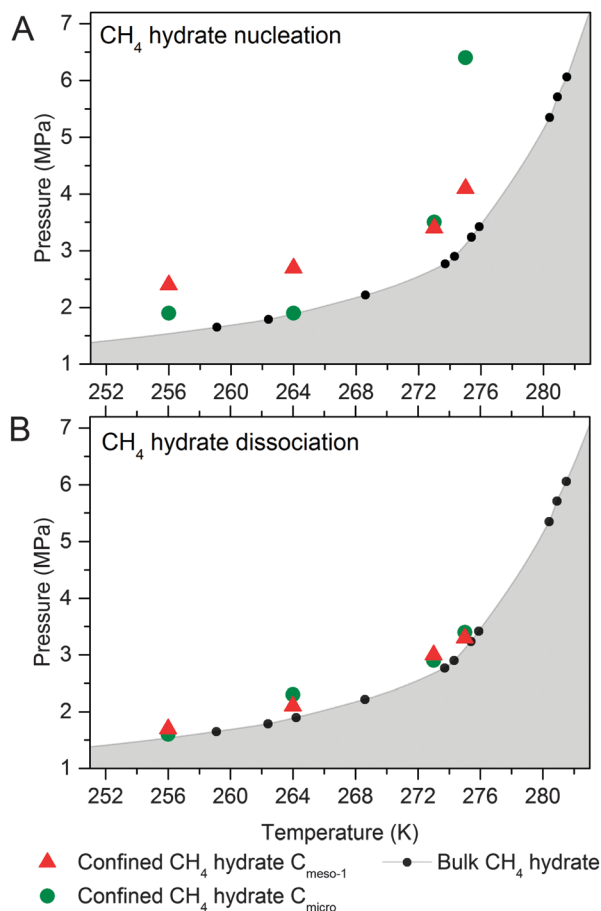 A
CH₄ hydrate nucleation
Pressure (MPa)
7
6
5
4
3
2
1
252 256 260 264 268 272 276 280
B
CH₄ hydrate dissociation
Pressure (MPa)
7
6
5
4
3
2
1
252 256 260 264 268 272 276 280
Temperature (K)
Confined CH₄ hydrate Cmeso-1 Bulk CH₄ hydrate
Confined CH₄ hydrate Cmicro